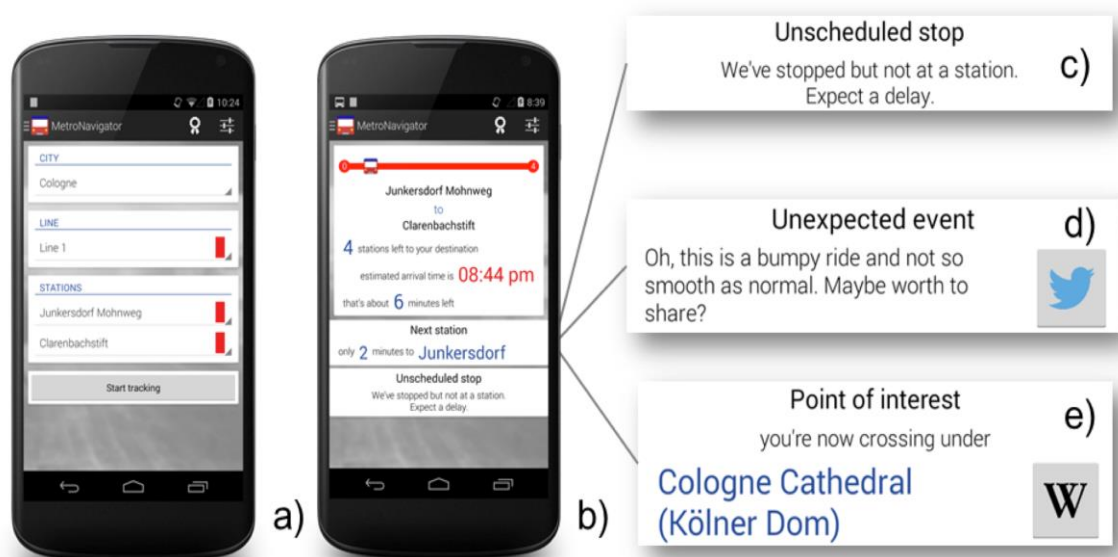 10:24
MetroNavigator
CITY
Cologne
LINE
Line 1
STATIONS
Junkersdorf Mohnweg
Clarenbachstift
Start tracking
a)
8:39
MetroNavigator
0
4
Junkersdorf Mohnweg
to
Clarenbachstift
4 stations left to your destination
estimated arrival time is 08:44 pm
that's about 6 minutes left
Next station
only 2 minutes to Junkersdorf
Unscheduled stop
We've stopped but not at a station.
Expect a delay.
b)
Unscheduled stop
We've stopped but not at a station.
Expect a delay.
c)
Unexpected event
d)
Oh, this is a bumpy ride and not so
smooth as normal. Maybe worth to
share?
Point of interest
e)
you're now crossing under
Cologne Cathedral
(Kölner Dom)
W